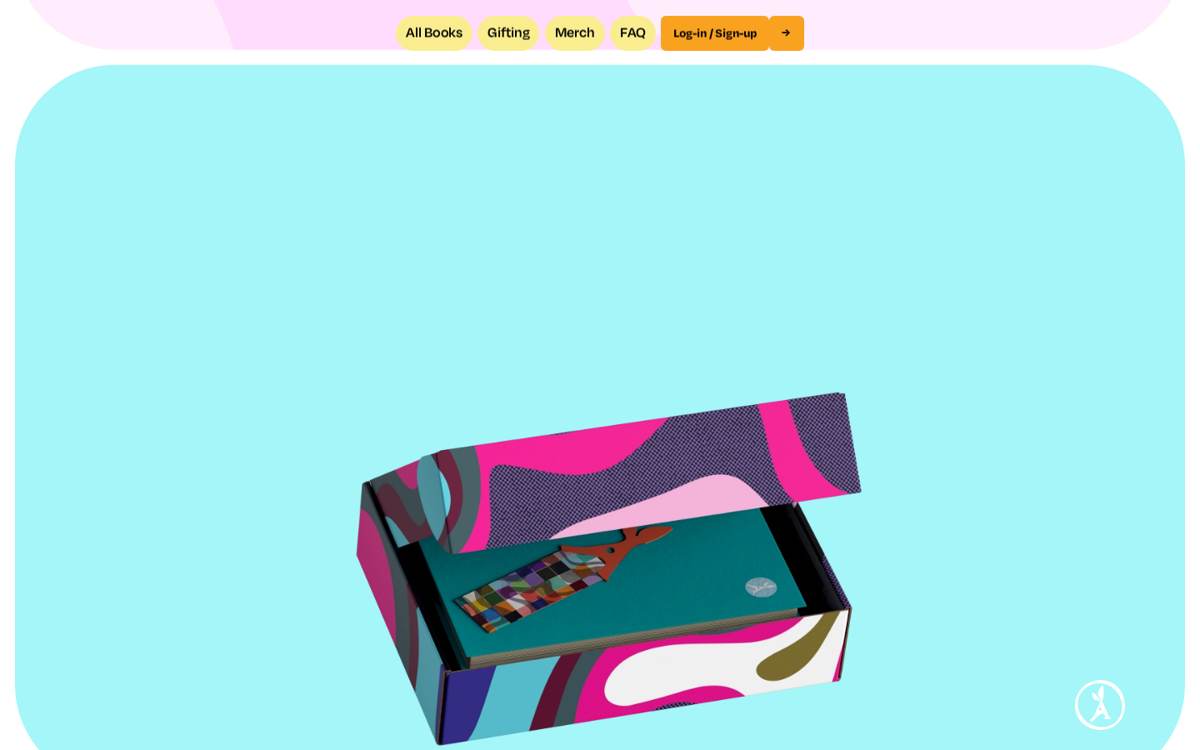 All Books
Gifting
Merch
FAQ
Log-in / Sign-up
→